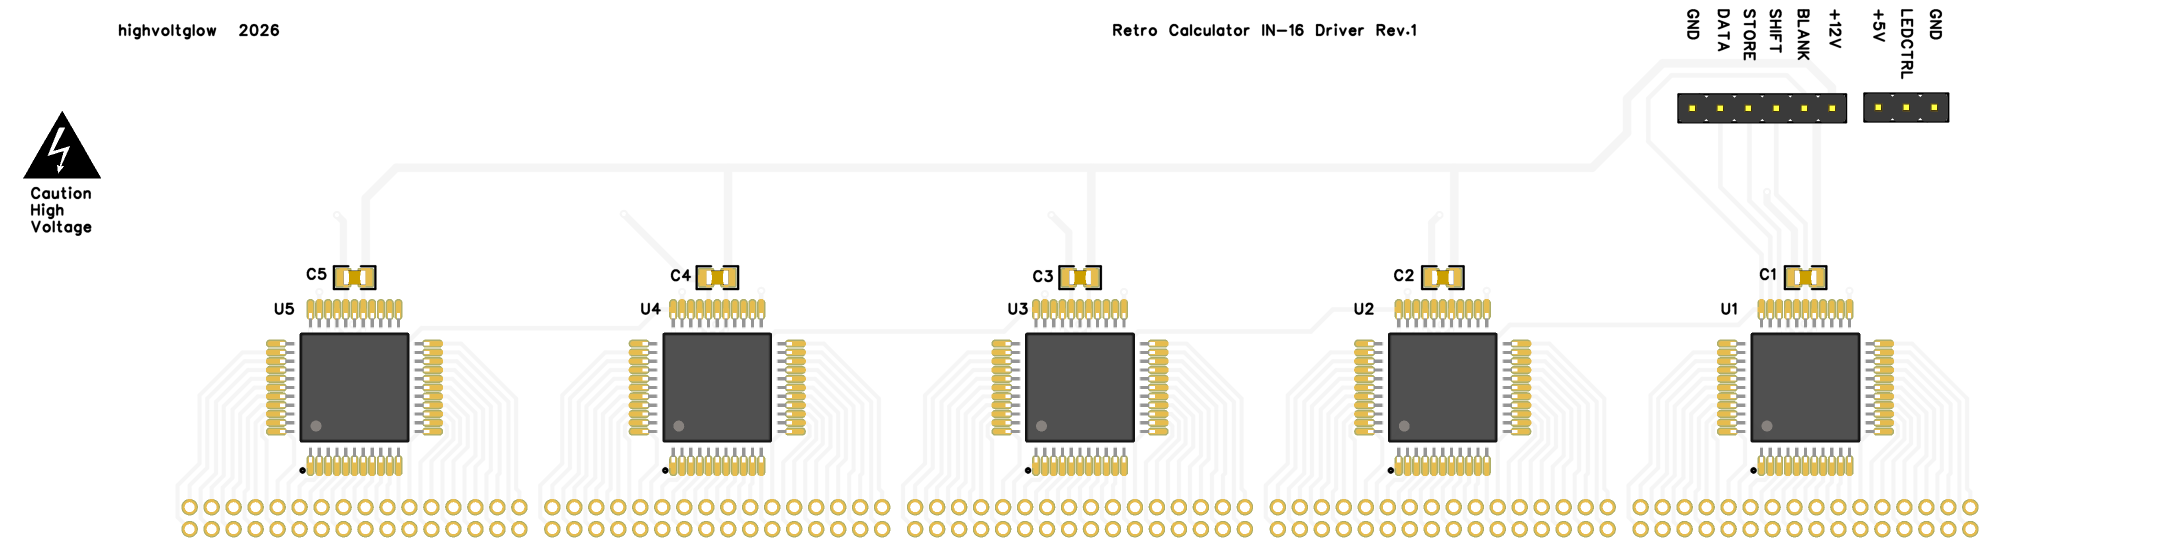 highvoltglow 2026
Retro Calculator IN-16 Driver Rev.1
GND
DATA
STORE
SHIFT
BLANK
+12V
+5V
LEDCTRL
GND
Caution
High
Voltage
C5
C4
C3
C2
C1
U5
U4
U3
U2
U1